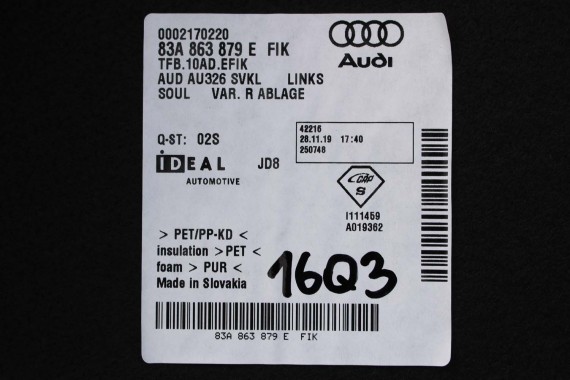 0002170220
83A 863 879 E FIK
TFB.10AD.EFIK
AUD AU326 SVKL LINKS
SOUL VAR. R ABLAGE
Audi
Q-ST: 02S
42216
28.11.19 17:40
250748
IDEAL JD8
AUTOMOTIVE
S
I111459
A019362
> PET/PP-KD <
insulation > PET <
foam > PUR <
Made in Slovakia
16Q3
83A 863 879 E FIK